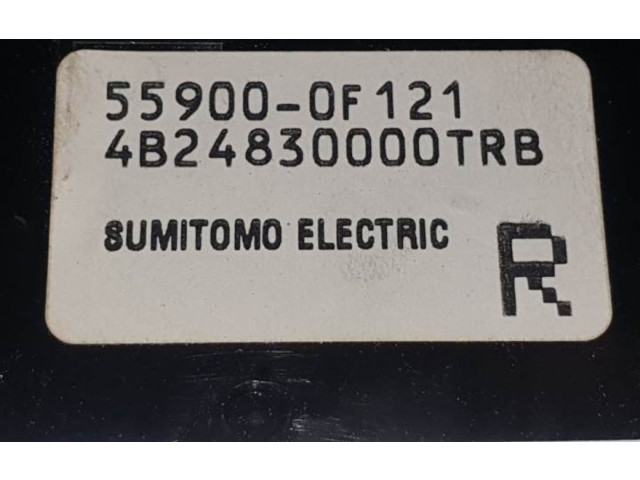 55900-0F121
4B24830000TRB
SUMITOMO ELECTRIC
R